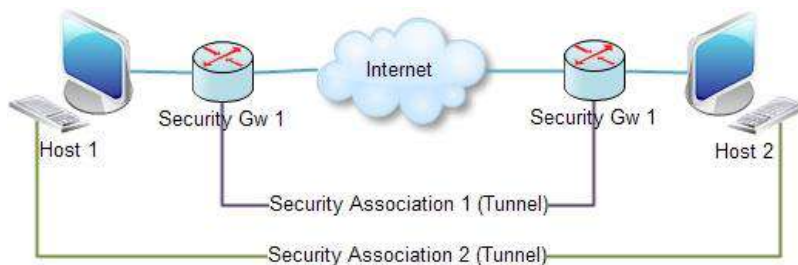 Internet
Security Gw 1
Security Gw 1
Host 1
Host 2
Security Association 1 (Tunnel)
Security Association 2 (Tunnel)